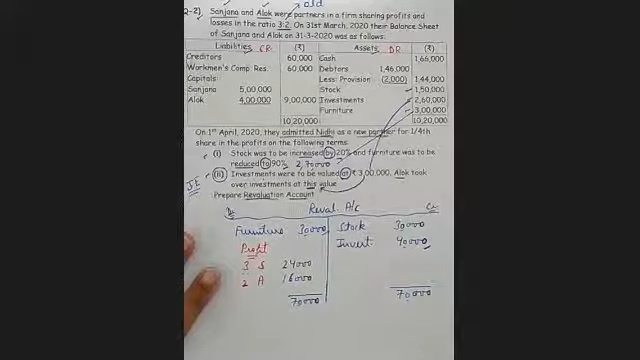 old
Q-2) Sanjana and Alok were partners in a firm sharing profits and
losses in the ratio 3:2. On 31st March, 2020 their Balance Sheet
of Sanjana and Alok on 31-3-2020 was as follows:
Liabilities CR. (₹) Assets DR (₹)
Creditors 60,000 Cash 1,66,000
Workmen's Comp. Res. 60,000 Debtors 1,46,000
Capitals: Less: Provision (2,000) 1,44,000
Sanjana 5,00,000 Stock 1,50,000
Alok 4,00,000 9,00,000 Investments 2,60,000
Furniture 3,00,000
10,20,000 10,20,000
On 1st April, 2020, they admitted Nidhi as a new partner for 1/4th
share in the profits on the following terms:
(i) Stock was to be increased by 20% and furniture was to be
reduced to 90%. 2,70000
J.E (ii) Investments were to be valued at ₹ 3,00,000. Alok took
over investments at this value
Prepare Revaluation Account
Dr Reval. A/c Cr
Furniture 30000 Stock 30000
Profit Invert. 40000
3 S 24000
2 A 16000
70000 70000